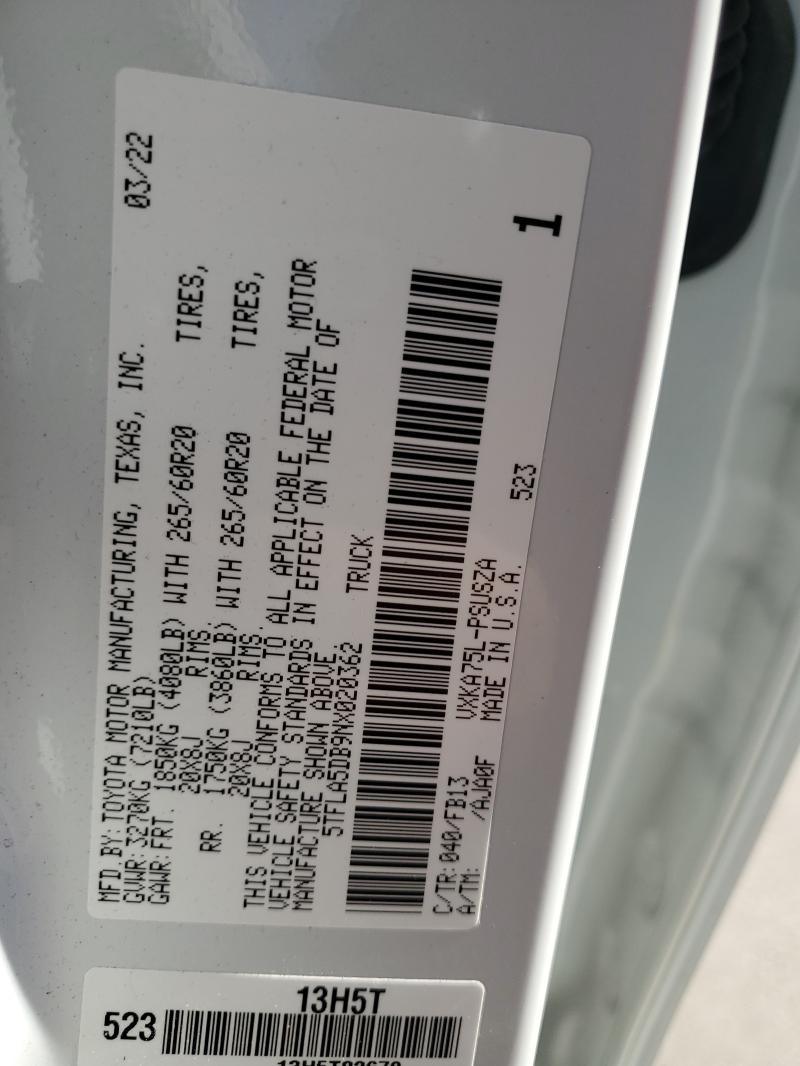 MFD BY: TOYOTA MOTOR MANUFACTURING, TEXAS, INC. 03/22
GVWR: 3270KG (7210LB)
GAWR: FRT. 1850KG (4080LB) WITH 265/60R20 TIRES,
20X8J RIMS
RR. 1750KG (3860LB) WITH 265/60R20 TIRES,
20X8J RIMS.
THIS VEHICLE CONFORMS TO ALL APPLICABLE FEDERAL MOTOR
VEHICLE SAFETY STANDARDS IN EFFECT ON THE DATE OF
MANUFACTURE SHOWN ABOVE.
5TFLA5DB9NX020362 TRUCK
C/TR: 040/FB13 VXKA75L-PSUSZA 523
A/TM: /AJA0F MADE IN U.S.A.
1
13H5T
523